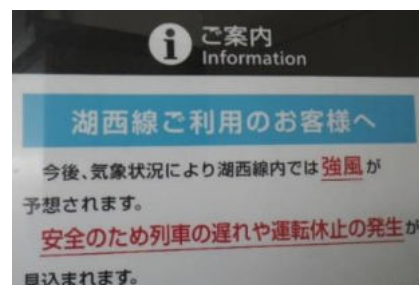 i ご案内
Information
湖西線ご利用のお客様へ
今後、気象状況により湖西線内では強風が
予想されます。
安全のため列車の遅れや運転休止の発生が
見込まれます。